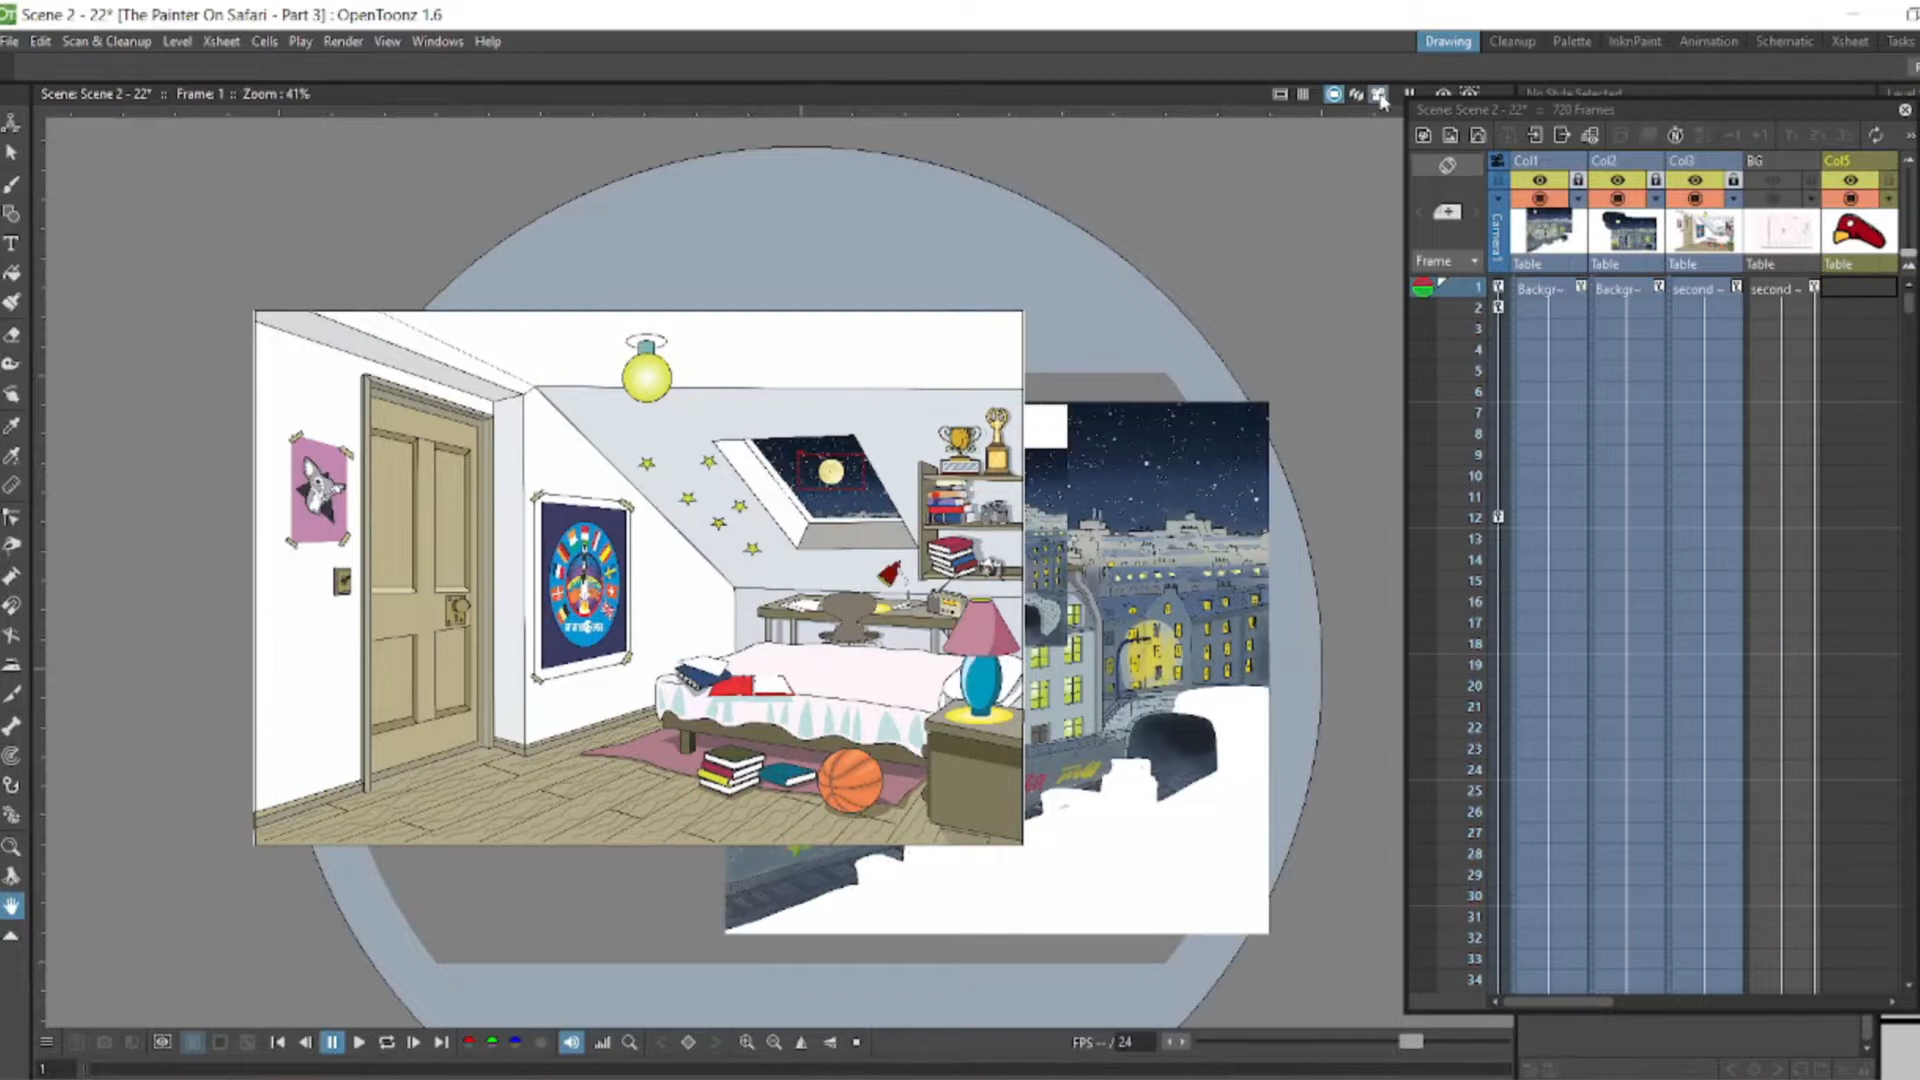 Scene 2 - 22* [The Painter On Safari - Part 3] : OpenToonz 1.6
File Edit Scan & Cleanup Level Xsheet Cells Play Render View Windows Help
Drawing Cleanup Palette InknPaint Animation Schematic Xsheet Tasks
Scene: Scene 2 - 22* :: Frame: 1 :: Zoom : 41%
No Style Selected
Scene: Scene 2 - 22* :: 720 Frames
Col1 Col2 Col3 BG Col5
Camera1
Frame
Table Table Table Table Table
1 Backgr~ Backgr~ second ~ second ~
2
3
4
5
6
7
8
9
10
11
12
13
14
15
16
17
18
19
20
21
22
23
24
25
26
27
28
29
30
31
32
33
34
FPS -- / 24
1